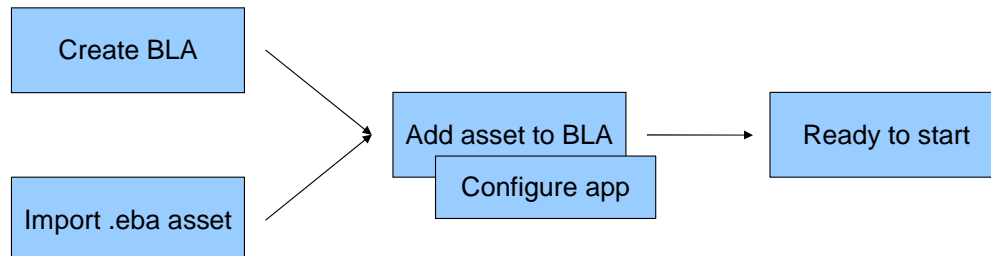 Create BLA
Import .eba asset
Add asset to BLA
Configure app
Ready to start